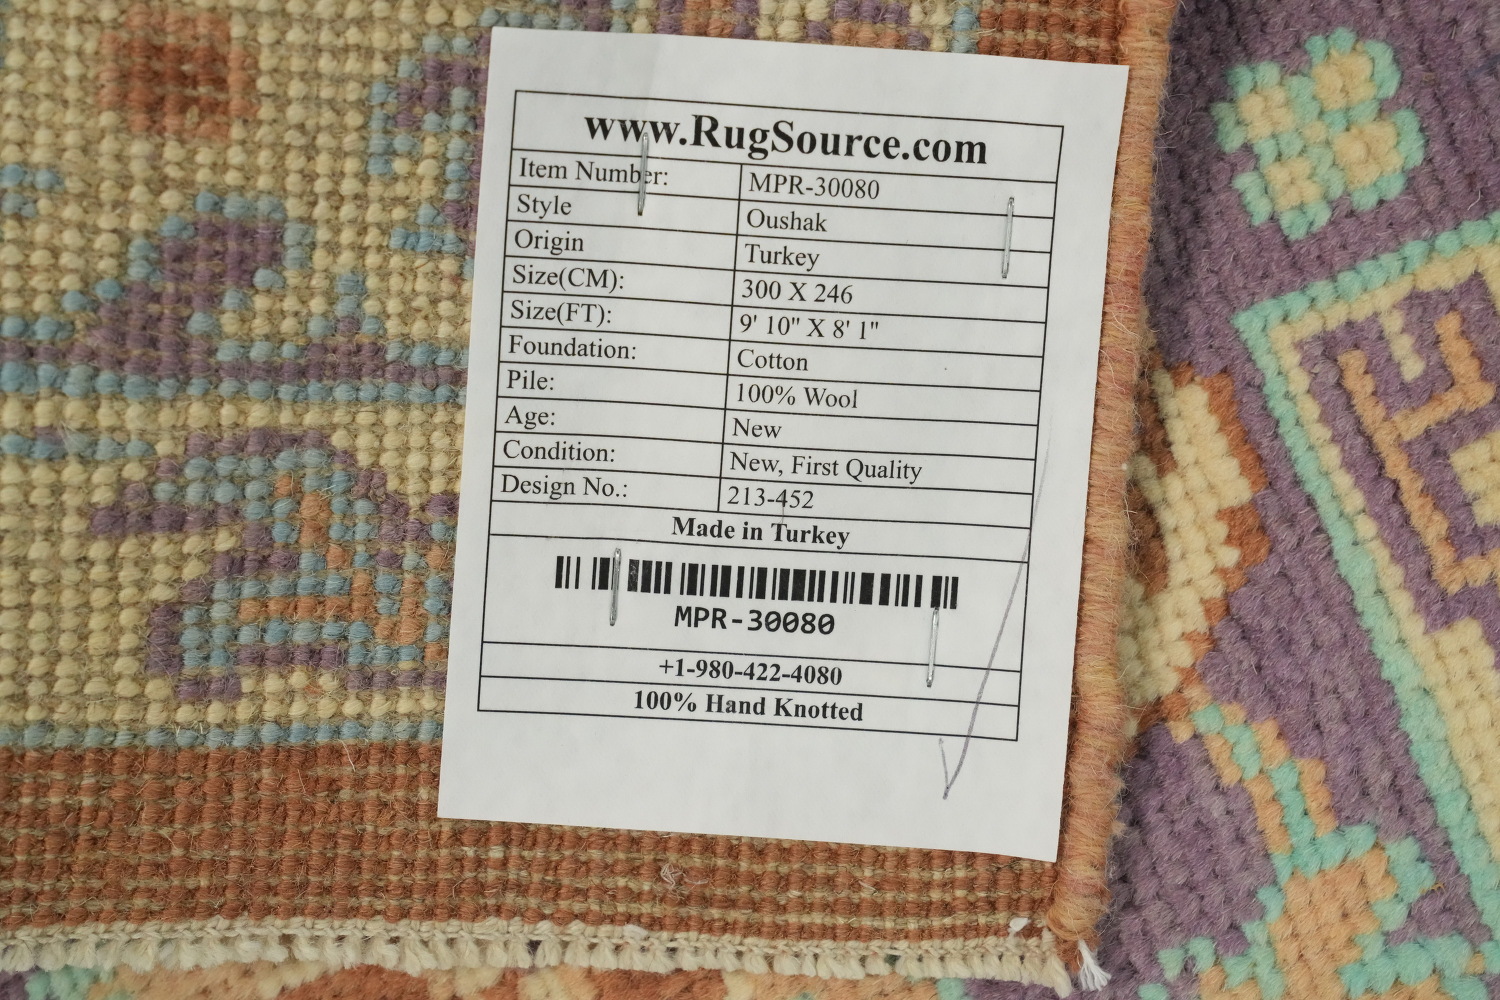 www.RugSource.com
Item Number: MPR-30080
Style Oushak
Origin Turkey
Size(CM): 300 X 246
Size(FT): 9' 10" X 8' 1"
Foundation: Cotton
Pile: 100% Wool
Age: New
Condition: New, First Quality
Design No.: 213-452
Made in Turkey
MPR-30080
+1-980-422-4080
100% Hand Knotted